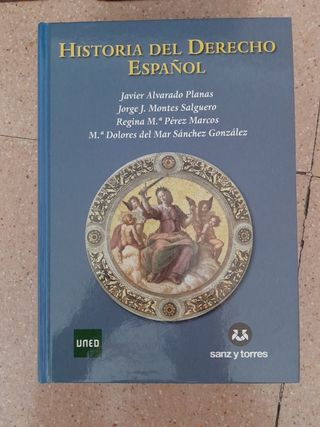 HISTORIA DEL DERECHO
ESPAÑOL
Javier Alvarado Planas
Jorge J. Montes Salguero
Regina M.ª Pérez Marcos
M.ª Dolores del Mar Sánchez González
UNED
sanz y torres